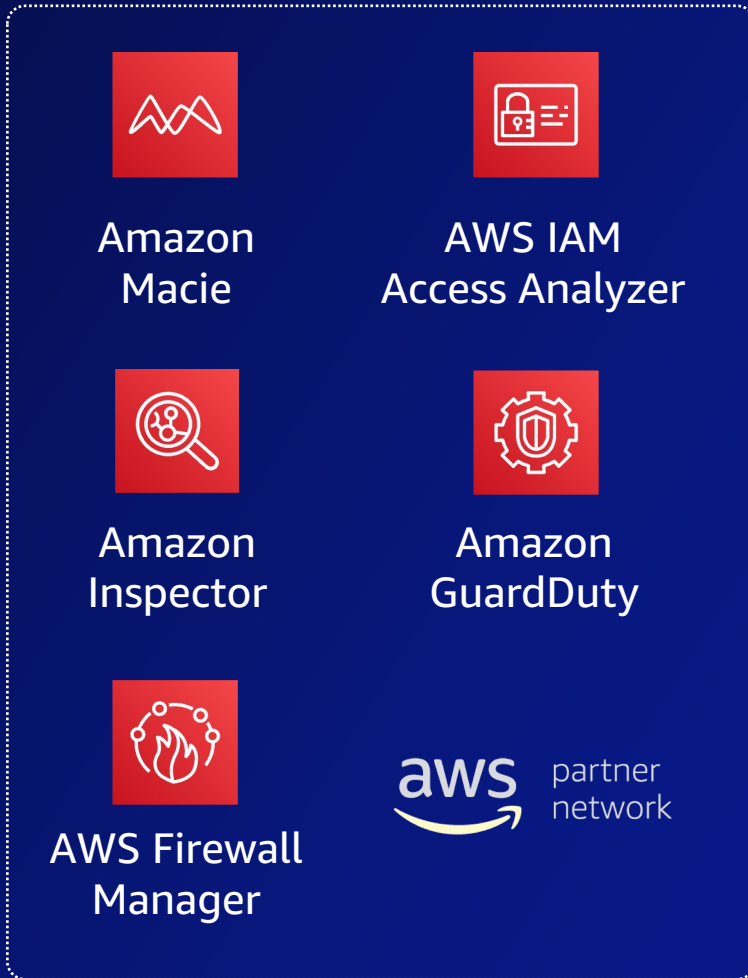 Amazon
Macie
AWS IAM
Access Analyzer
Amazon
Inspector
Amazon
GuardDuty
AWS Firewall
Manager
aws partner
network